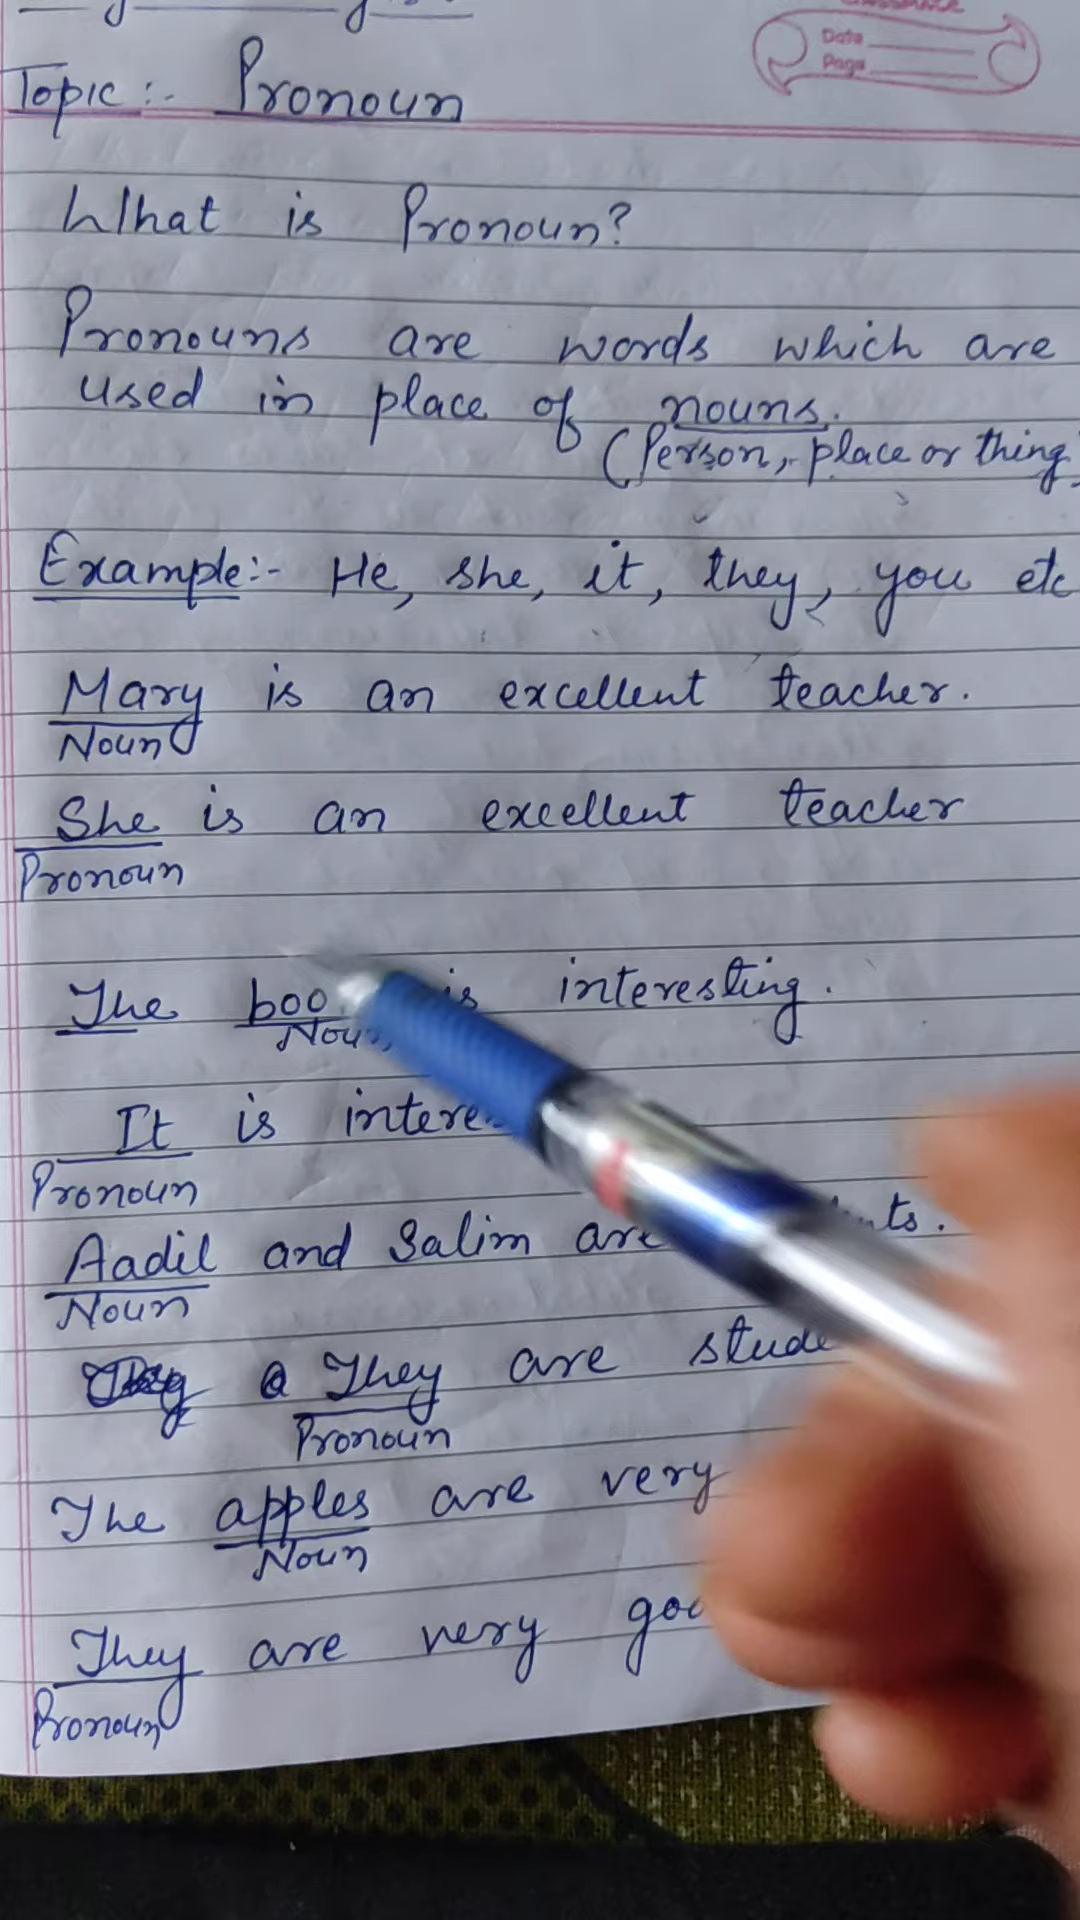 Date
Page
Topic :- Pronoun
What is Pronoun?
Pronouns are words which are
used in place of nouns.
(Person, place or thing
Example:- He, she, it, they, you etc
Mary is an excellent teacher.
Noun
She is an excellent teacher
Pronoun
The is interesting.
It is
Pronoun
Aadil and Salim are
Noun
They are
Pronoun
The apples are very
Noun
They are very
Pronoun